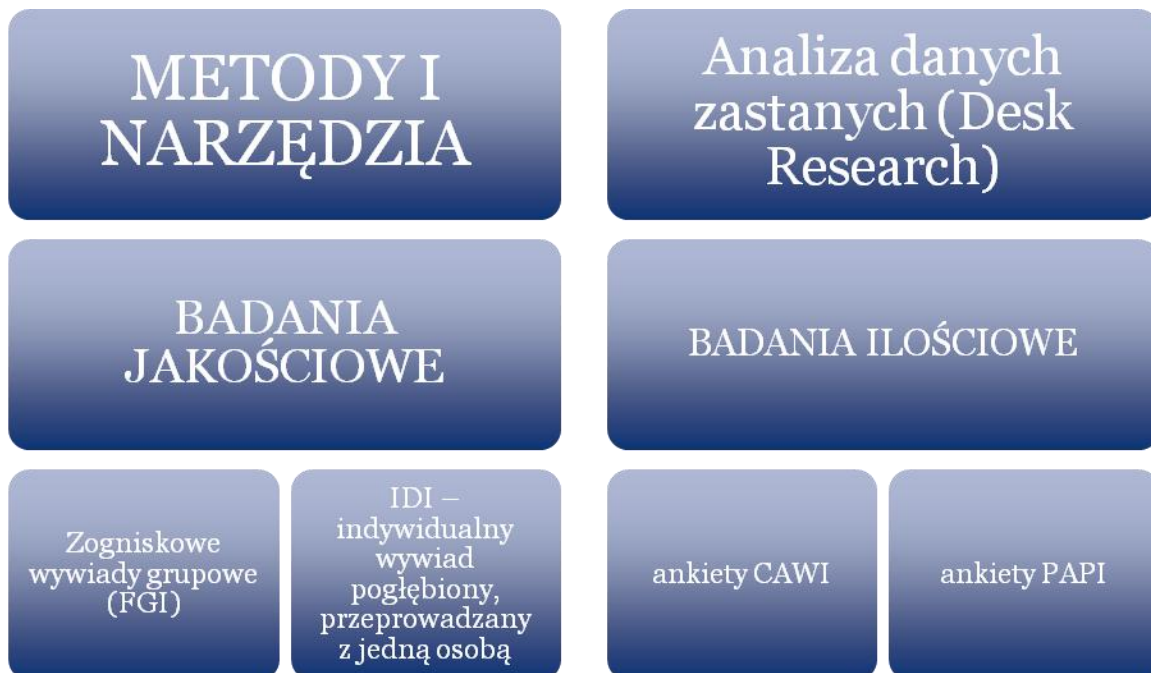 METODY I
NARZĘDZIA
Analiza danych
zastanych (Desk
Research)
BADANIA
JAKOŚCIOWE
BADANIA ILOŚCIOWE
Zogniskowe
wywiady grupowe
(FGI)
IDI –
indywidualny
wywiad
pogłębiony,
przeprowadzany
z jedną osobą
ankiety CAWI
ankiety PAPI